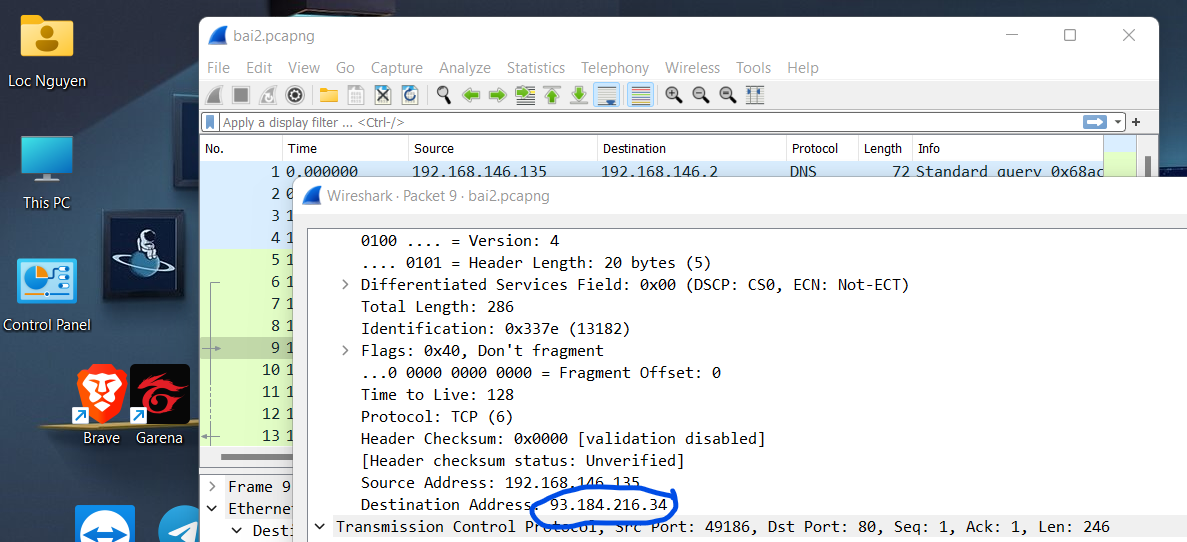 Loc Nguyen
This PC
Control Panel
Brave
Garena
bai2.pcapng
File Edit View Go Capture Analyze Statistics Telephony Wireless Tools Help
Apply a display filter ... <Ctrl-/>
No. Time Source Destination Protocol Length Info
1 0.000000 192.168.146.135 192.168.146.2 DNS 72 Standard query 0x68ac
2 0
3 1
4 1
5 1
6 1
7 1
8 1
9 1
10 1
11 1
12 1
13 1
Frame 9
Etherne
Desti
Wireshark · Packet 9 · bai2.pcapng
0100 .... = Version: 4
.... 0101 = Header Length: 20 bytes (5)
Differentiated Services Field: 0x00 (DSCP: CS0, ECN: Not-ECT)
Total Length: 286
Identification: 0x337e (13182)
Flags: 0x40, Don't fragment
...0 0000 0000 0000 = Fragment Offset: 0
Time to Live: 128
Protocol: TCP (6)
Header Checksum: 0x0000 [validation disabled]
[Header checksum status: Unverified]
Source Address: 192.168.146.135
Destination Address: 93.184.216.34
Transmission Control Protocol, Src Port: 49186, Dst Port: 80, Seq: 1, Ack: 1, Len: 246